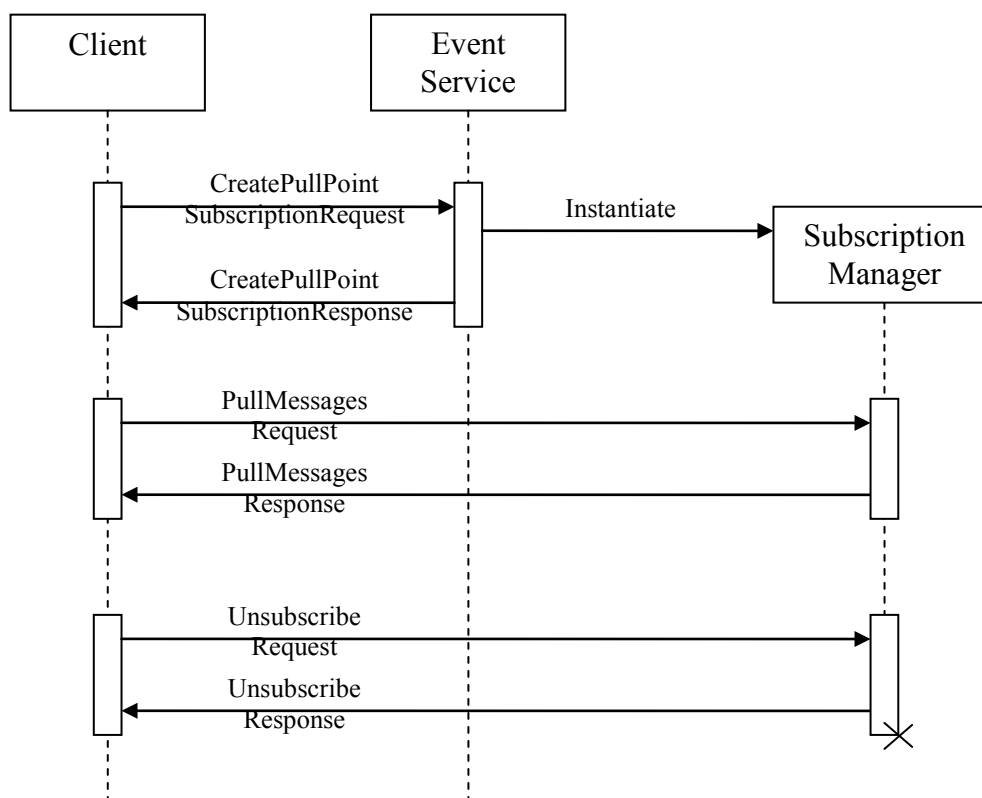 Client
Event
Service
CreatePullPoint
SubscriptionRequest
Instantiate
Subscription
Manager
CreatePullPoint
SubscriptionResponse
PullMessages
Request
PullMessages
Response
Unsubscribe
Request
Unsubscribe
Response